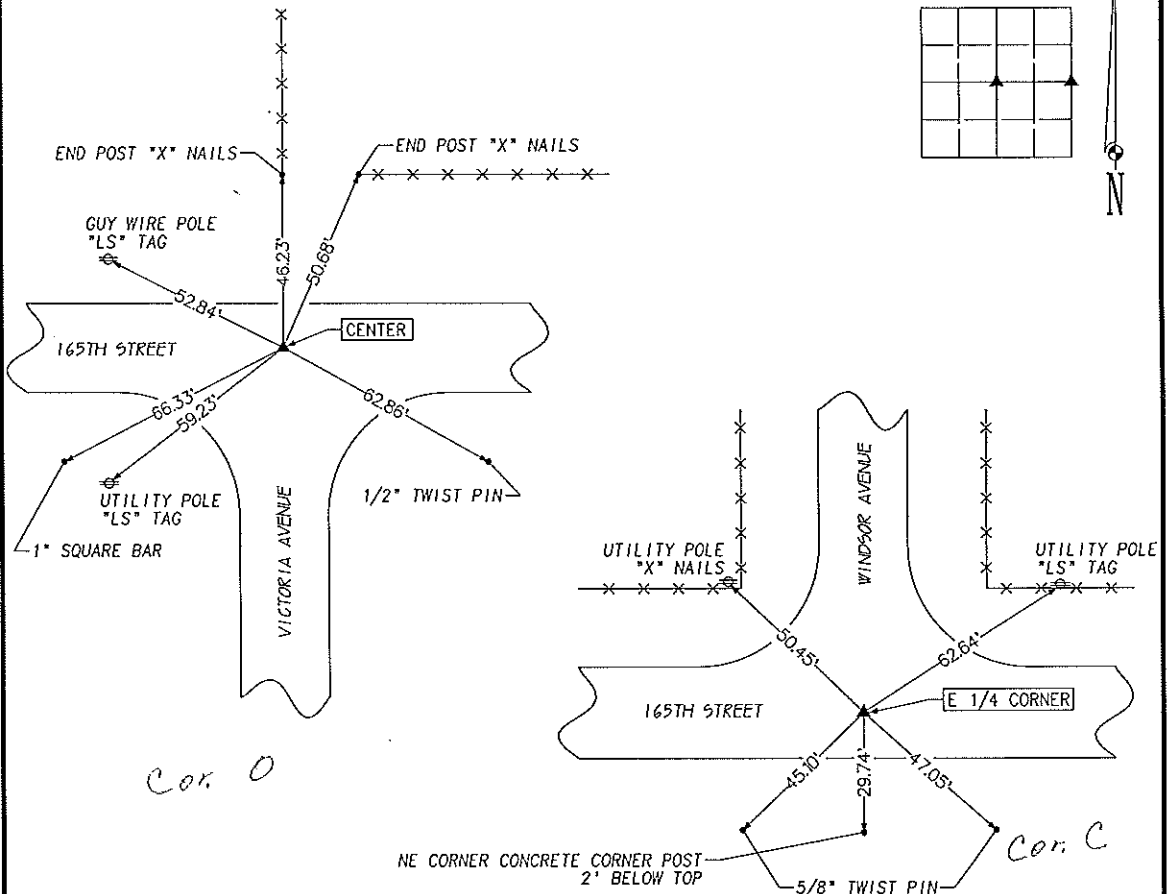 N
END POST "X" NAILS
END POST "X" NAILS
GUY WIRE POLE
"LS" TAG
46.23'
50.68'
52.84'
CENTER
165TH STREET
66.33'
59.23'
62.86'
UTILITY POLE
"LS" TAG
1/2" TWIST PIN
1" SQUARE BAR
VICTORIA AVENUE
WINDSOR AVENUE
UTILITY POLE
"X" NAILS
UTILITY POLE
"LS" TAG
50.45'
62.64'
165TH STREET
E 1/4 CORNER
45.10'
29.74'
47.05'
Cor. O
Cor. C
NE CORNER CONCRETE CORNER POST
2' BELOW TOP
5/8" TWIST PIN